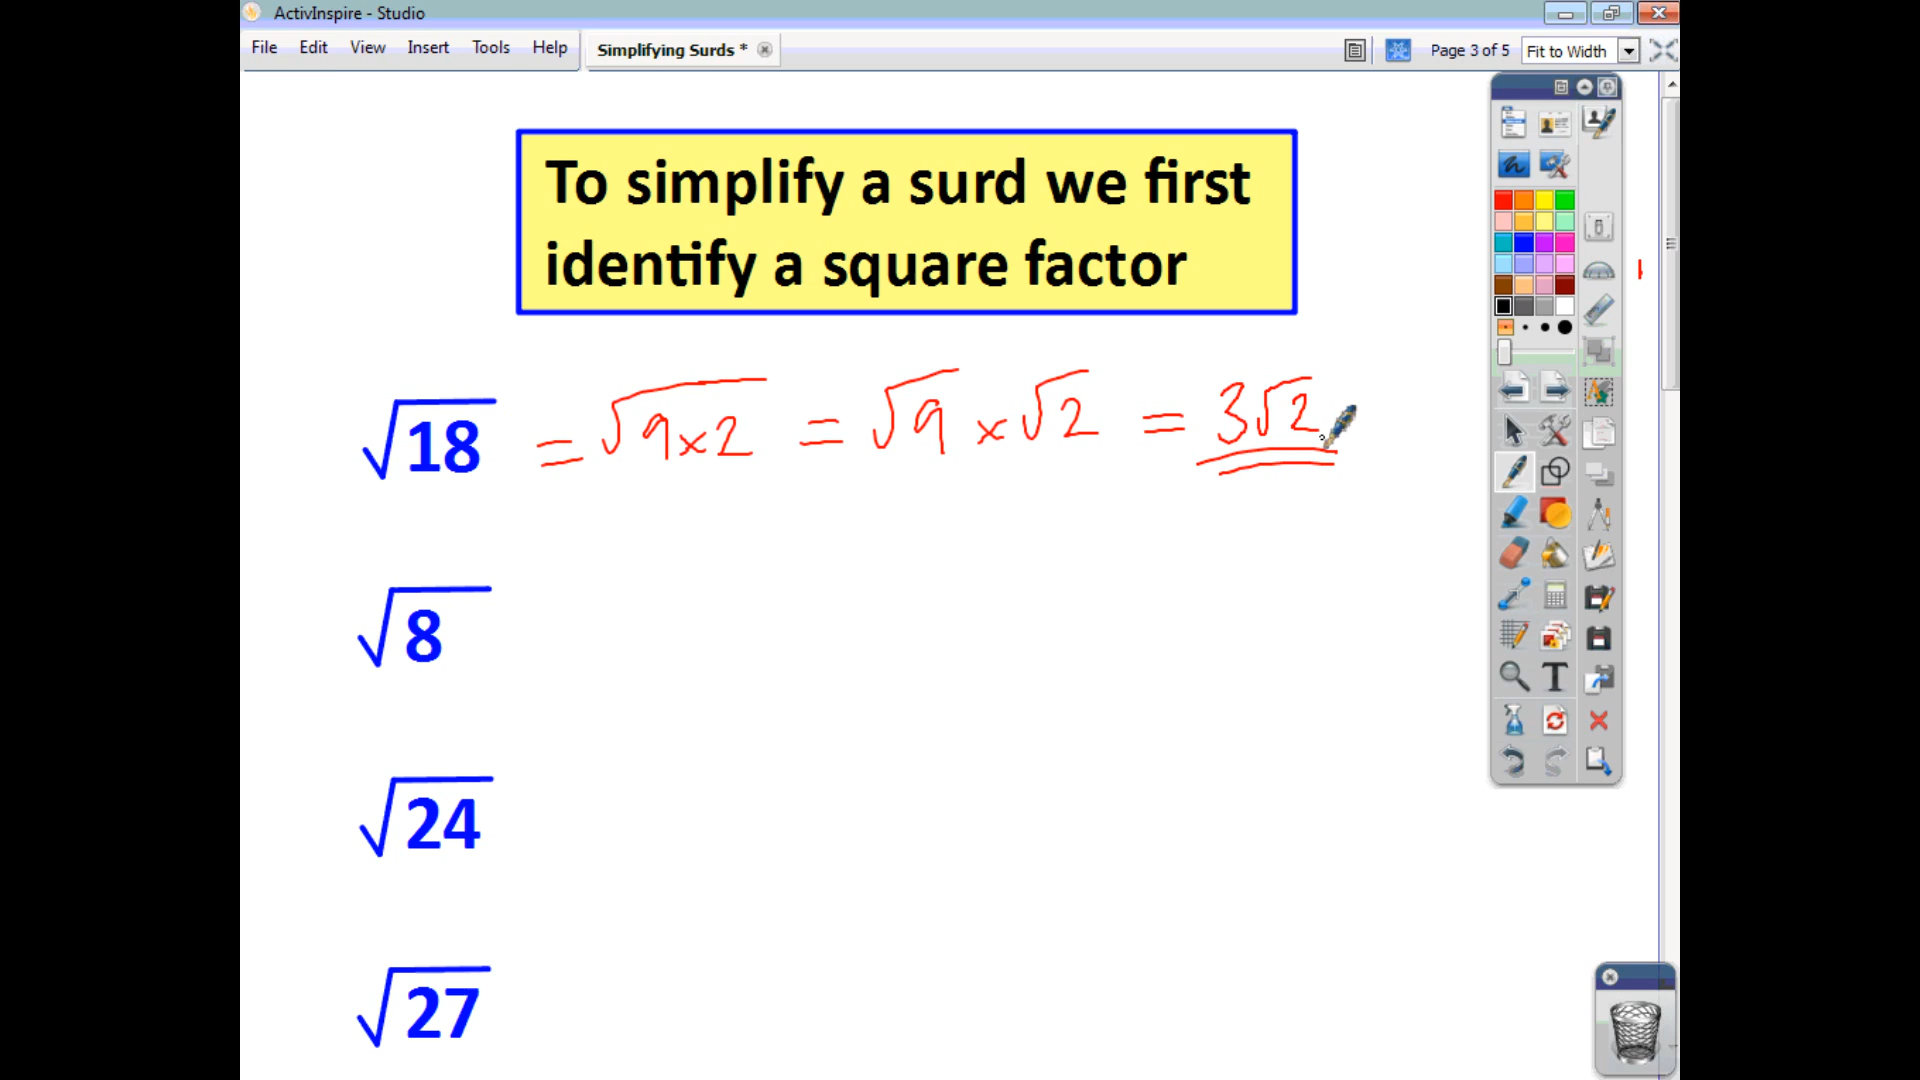 ActivInspire - Studio
File Edit View Insert Tools Help Simplifying Surds * Page 3 of 5 Fit to Width
To simplify a surd we first
identify a square factor
√18 = √9×2 = √9 × √2 = 3√2
√8
√24
√27